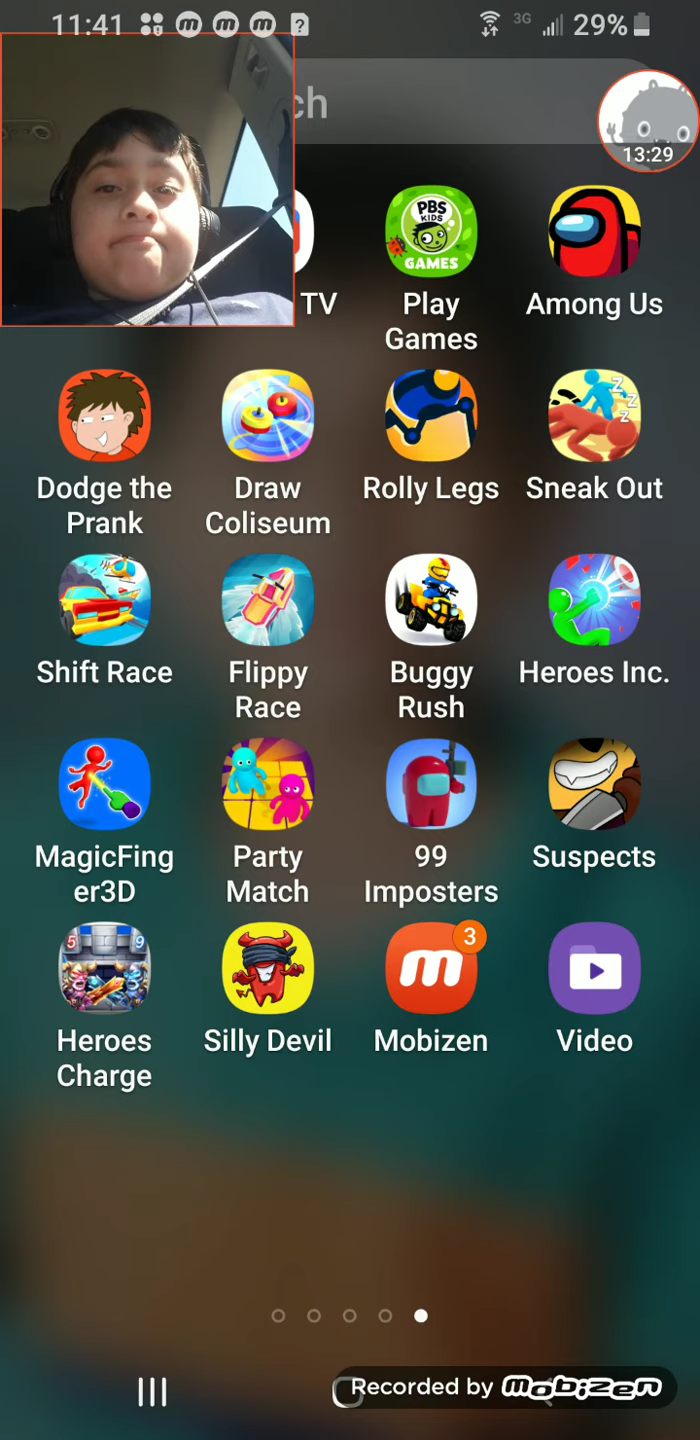 11:41
3G
29%
ch
13:29
PBS
KIDS
GAMES
TV
Play
Games
Among Us
Z
Z
Z
Dodge the
Prank
Draw
Coliseum
Rolly Legs
Sneak Out
Shift Race
Flippy
Race
Buggy
Rush
Heroes Inc.
MagicFing
er3D
Party
Match
99
Imposters
Suspects
5
9
3
m
Heroes
Charge
Silly Devil
Mobizen
Video
Recorded by mobizen